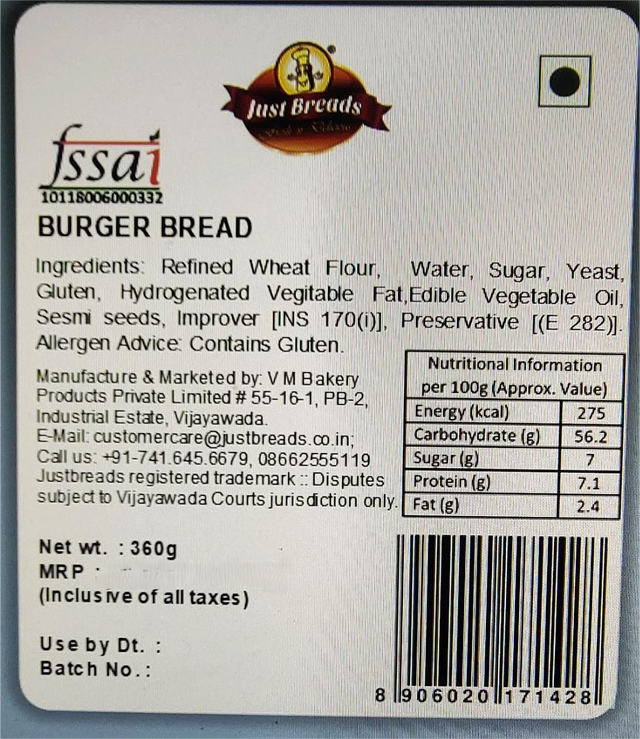 Just Breads
®
fssai
10118006000332
BURGER BREAD
Ingredients: Refined Wheat Flour, Water, Sugar, Yeast,
Gluten, Hydrogenated Vegitable Fat,Edible Vegetable Oil,
Sesmi seeds, Improver [INS 170(i)], Preservative [(E 282)].
Allergen Advice: Contains Gluten.
Manufacture & Marketed by: V M Bakery
Products Private Limited # 55-16-1, PB-2,
Industrial Estate, Vijayawada.
E-Mail: customercare@justbreads.co.in;
Call us: +91-741.645.6679, 08662555119
Justbreads registered trademark :: Disputes
subject to Vijayawada Courts jurisdiction only.
Nutritional Information
per 100g (Approx. Value)
Energy (kcal) 275
Carbohydrate (g) 56.2
Sugar (g) 7
Protein (g) 7.1
Fat (g) 2.4
Net wt. : 360g
MRP :
(Inclusive of all taxes)
Use by Dt. :
Batch No. :
8 906020 171428